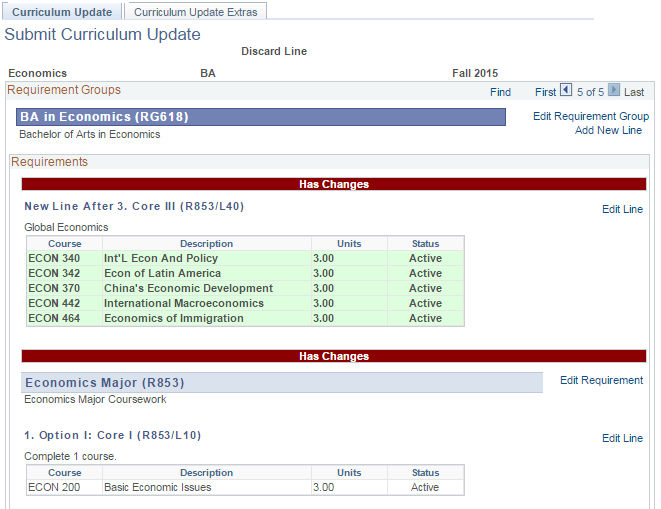 Curriculum Update Curriculum Update Extras
Submit Curriculum Update
Discard Line
Economics BA Fall 2015
Requirement Groups Find First 5 of 5 Last
BA in Economics (RG618) Edit Requirement Group
Bachelor of Arts in Economics Add New Line
Requirements
Has Changes
New Line After 3. Core III (R853/L40) Edit Line
Global Economics
Course Description Units Status
ECON 340 Int'L Econ And Policy 3.00 Active
ECON 342 Econ of Latin America 3.00 Active
ECON 370 China's Economic Development 3.00 Active
ECON 442 International Macroeconomics 3.00 Active
ECON 464 Economics of Immigration 3.00 Active
Has Changes
Economics Major (R853) Edit Requirement
Economics Major Coursework
1. Option I: Core I (R853/L10) Edit Line
Complete 1 course.
Course Description Units Status
ECON 200 Basic Economic Issues 3.00 Active